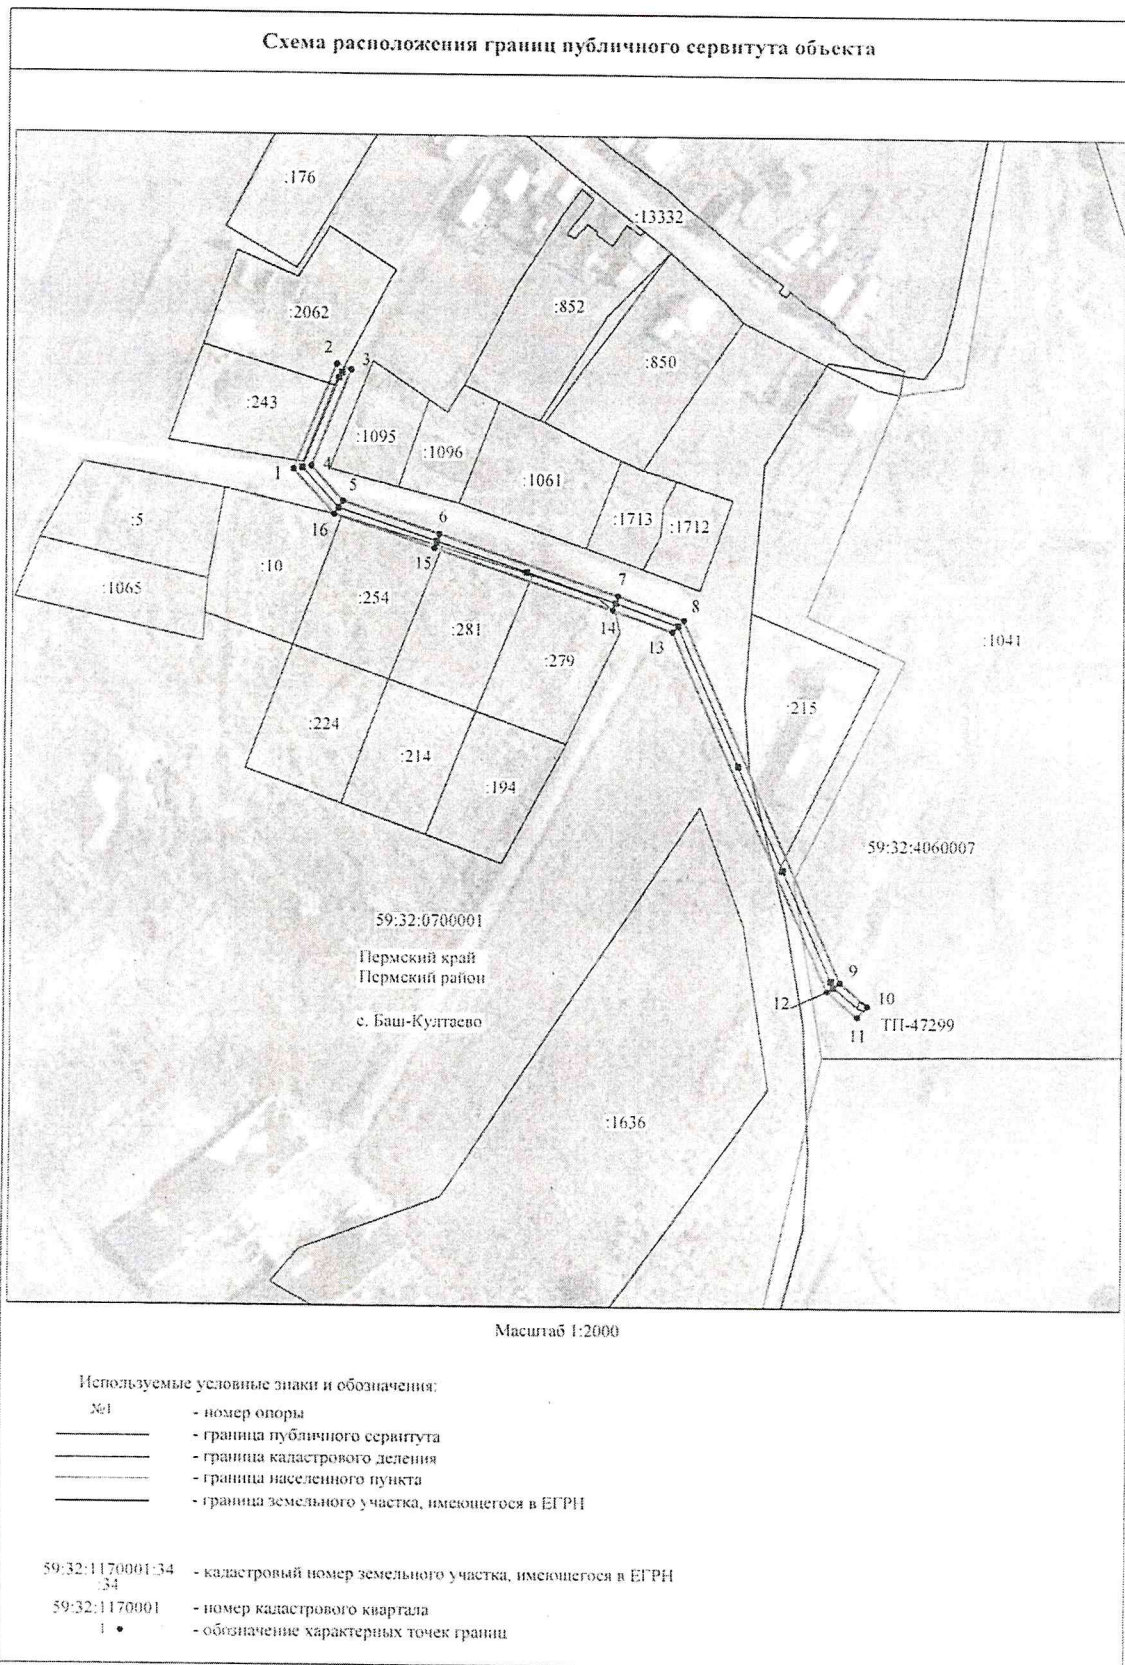 Схема расположения границ публичного сервитута объекта
:176
:13332
:2062
:852
2
3
:850
:243
:1095
:1096
1
4
:1061
5
:5
16
6
:1713
:1712
15
:10
7
:1065
:254
14
8
:281
13
:279
:1041
:224
:215
:214
:194
59:32:4060007
59:32:0700001
Пермский край
Пермский район
9
12
10
с. Баш-Култаево
11
ТП-47299
:1636
Масштаб 1:2000
Используемые условные знаки и обозначения:
№1 - номер опоры
- граница публичного сервитута
- граница кадастрового деления
- граница населенного пункта
- граница земельного участка, имеющегося в ЕГРН
59:32:1170001:34 - кадастровый номер земельного участка, имеющегося в ЕГРН
:34
59:32:1170001 - номер кадастрового квартала
1 - обозначение характерных точек границ